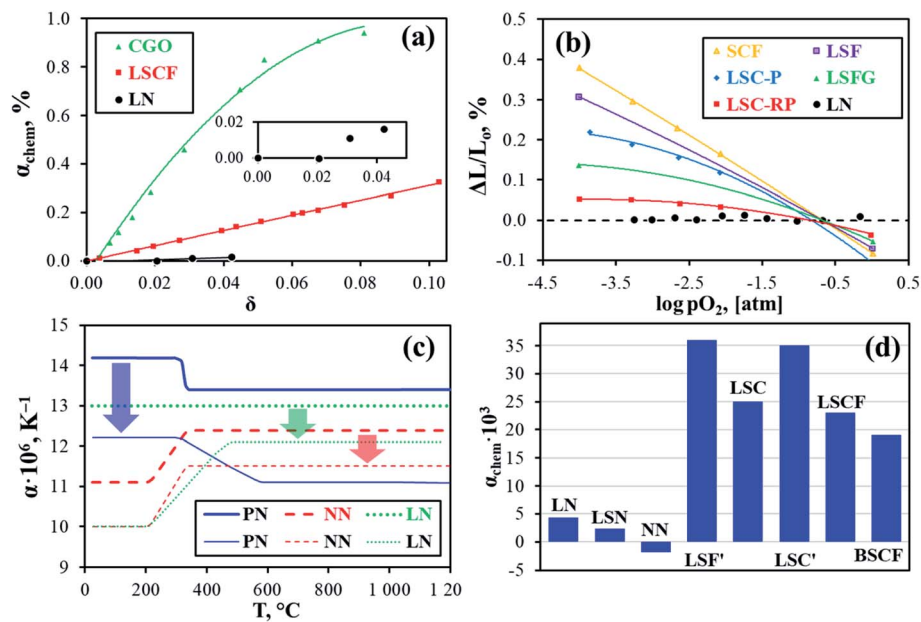 (a)
CGO
LSCF
LN
α_chem, %
1.0
0.8
0.6
0.4
0.2
0.0
0.02
0.00
0.00 0.02 0.04
0.00 0.02 0.04 0.06 0.08 0.10
δ
(b)
SCF LSF
LSC-P LSFG
LSC-RP LN
ΔL/L_o, %
0.5
0.4
0.3
0.2
0.1
0.0
-0.1
-4.5 -3.5 -2.5 -1.5 -0.5 0.5
log pO₂, [atm]
(c)
α·10⁶, K⁻¹
15
14
13
12
11
10
9
PN NN LN
PN NN LN
0 200 400 600 800 1 000 1 200
T, °C
(d)
α_chem·10³
35
30
25
20
15
10
5
0
-5
LN
LSN
NN
LSF'
LSC
LSC'
LSCF
BSCF